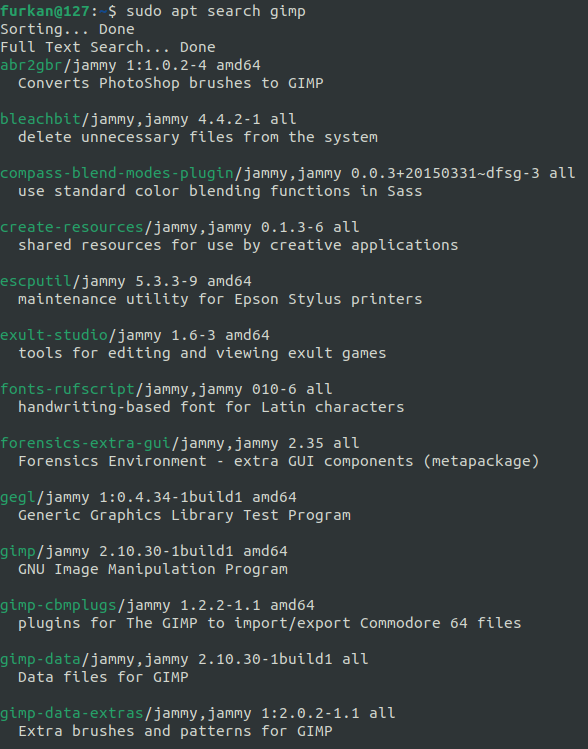 furkan@127:~$ sudo apt search gimp
Sorting... Done
Full Text Search... Done
abr2gbr/jammy 1:1.0.2-4 amd64
Converts PhotoShop brushes to GIMP
bleachbit/jammy,jammy 4.4.2-1 all
delete unnecessary files from the system
compass-blend-modes-plugin/jammy,jammy 0.0.3+20150331~dfsg-3 all
use standard color blending functions in Sass
create-resources/jammy,jammy 0.1.3-6 all
shared resources for use by creative applications
escputil/jammy 5.3.3-9 amd64
maintenance utility for Epson Stylus printers
exult-studio/jammy 1.6-3 amd64
tools for editing and viewing exult games
fonts-rufscript/jammy,jammy 010-6 all
handwriting-based font for Latin characters
forensics-extra-gui/jammy,jammy 2.35 all
Forensics Environment - extra GUI components (metapackage)
gegl/jammy 1:0.4.34-1build1 amd64
Generic Graphics Library Test Program
gimp/jammy 2.10.30-1build1 amd64
GNU Image Manipulation Program
gimp-cbmplugs/jammy 1.2.2-1.1 amd64
plugins for The GIMP to import/export Commodore 64 files
gimp-data/jammy,jammy 2.10.30-1build1 all
Data files for GIMP
gimp-data-extras/jammy,jammy 1:2.0.2-1.1 all
Extra brushes and patterns for GIMP